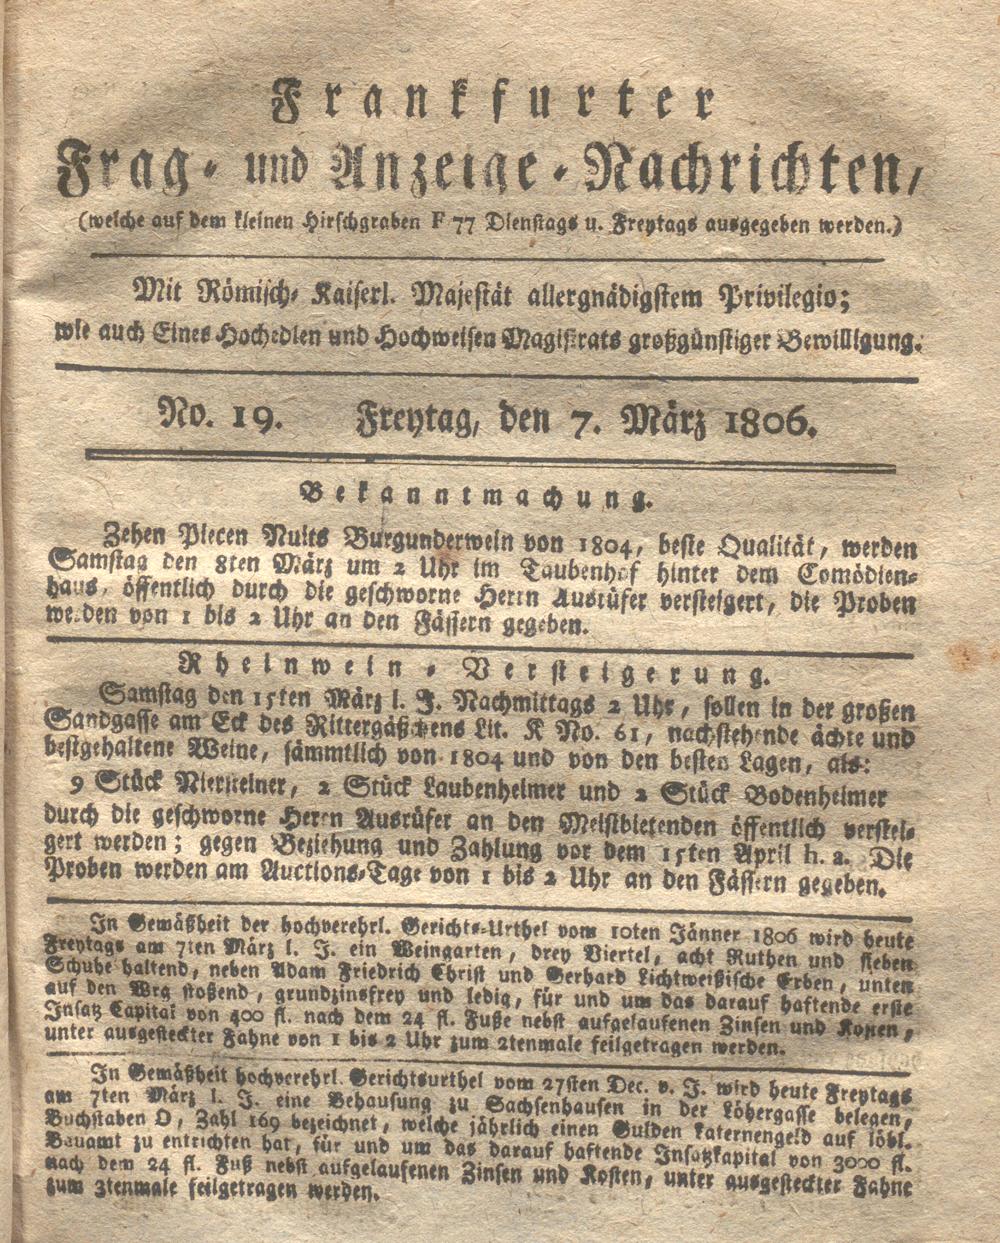 Frankfurter
Frag- und Anzeige-Nachrichten,
(welche auf dem kleinen Hirschgraben F 77 Dienstags u. Freytags ausgegeben werden.)
Mit Römisch-Kaiserl. Majestät allergnädigstem Privilegio;
wie auch Eines Hochedlen und Hochweisen Magistrats großgünstiger Bewilligung.
No. 19. Freytag, den 7. März 1806.
Bekanntmachung.
Zehen Piecen Nuits Burgunderwein von 1804, beste Qualität, werden
Samstag den 8ten März um 2 Uhr im Taubenhof hinter dem Comödien-
haus, öffentlich durch die geschworne Herrn Ausrüfer versteigert, die Proben
werden von 1 bis 2 Uhr an den Fässern gegeben.
Rheinwein-Versteigerung.
Samstag den 15ten März l. J. Nachmittags 2 Uhr, sollen in der großen
Sandgasse am Eck des Rittergäßchens Lit. K No. 61, nachstehende ächte und
bestgehaltene Weine, sämmtlich von 1804 und von den besten Lagen, als:
9 Stück Niersteiner, 2 Stück Laubenheimer und 2 Stück Bodenheimer
durch die geschworne Herrn Ausrüfer an den Meistbietenden öffentlich verstei-
gert werden; gegen Beziehung und Zahlung vor dem 15ten April h. a. Die
Proben werden am Auctions-Tage von 1 bis 2 Uhr an den Fässern gegeben.
In Gemäßheit der hochverehrl. Gerichts-Urthel vom 10ten Jänner 1806 wird heute
Freytags am 7ten März l. J. ein Weingarten, drey Viertel, acht Ruthen und sieben
Schuhe haltend, neben Adam Friedrich Christ und Gerhard Lichtweißische Erben, unten
auf den Weg stoßend, grundzinsfrey und ledig, für und um das darauf haftende erste
Insatz Capital von 400 fl. nach dem 24 fl. Fuße nebst aufgelaufenen Zinsen und Kosten,
unter ausgesteckter Fahne von 1 bis 2 Uhr zum 2tenmale feilgetragen werden.
In Gemäßheit hochverehrl. Gerichtsurthel vom 27sten Dec. v. J. wird heute Freytags
am 7ten März l. J. eine Behausung zu Sachsenhausen in der Löhergasse belegen,
Buchstaben O, Zahl 169 bezeichnet, welche jährlich einen Gulden Laternengeld auf löbl.
Bauamt zu entrichten hat, für und um das darauf haftende Insatzkapital von 3000 fl.
nach dem 24 fl. Fuß nebst aufgelaufenen Zinsen und Kosten, unter ausgesteckter Fahne
zum 3tenmale feilgetragen werden.